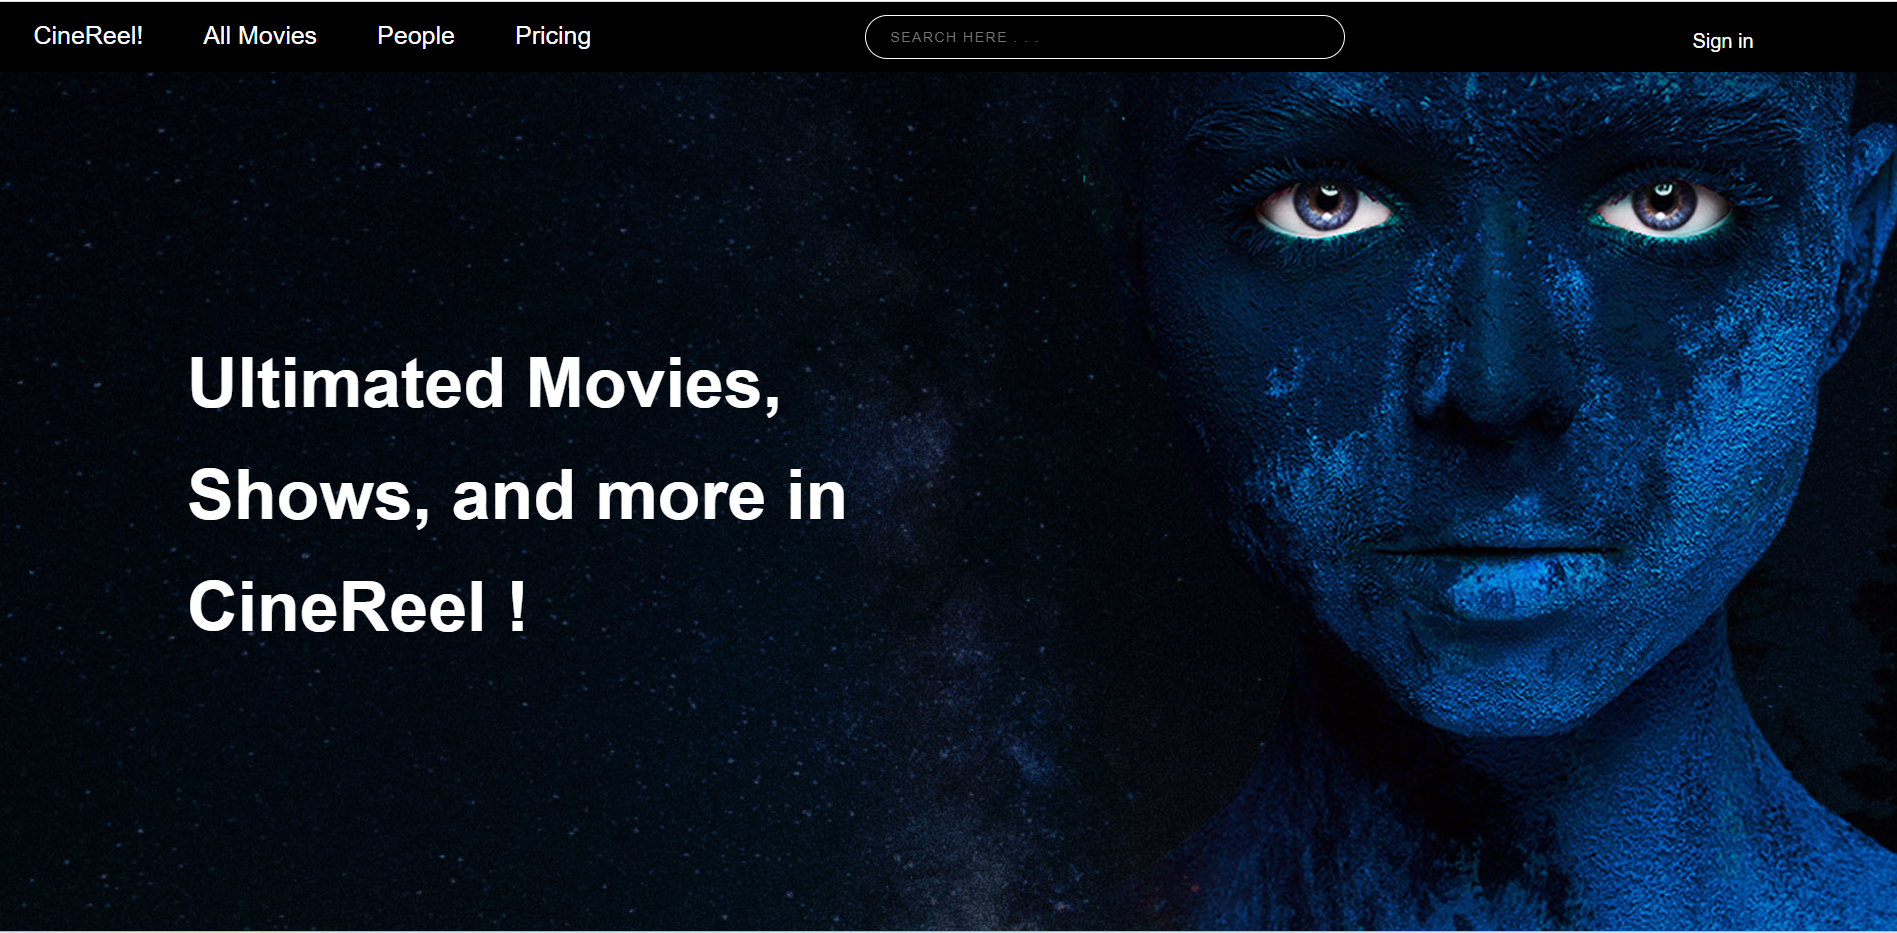 CineReel! All Movies People Pricing SEARCH HERE . . . Sign in
Ultimated Movies,
Shows, and more in
CineReel !